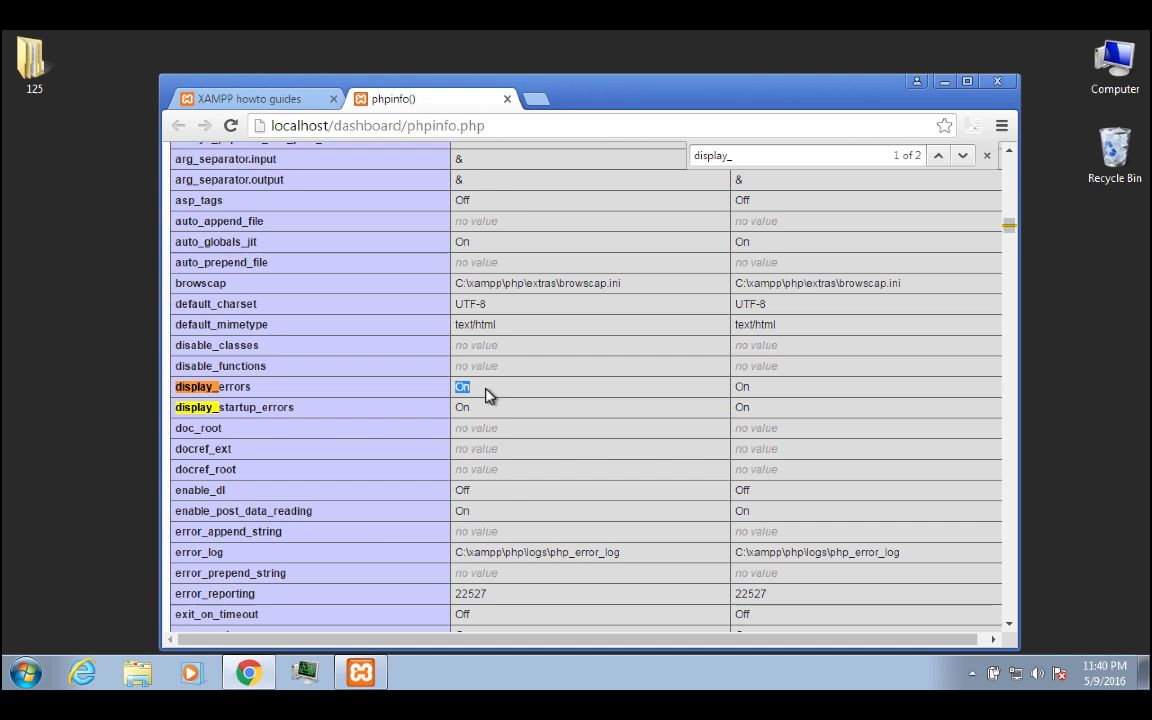 125
Computer
Recycle Bin
XAMPP howto guides
phpinfo()
localhost/dashboard/phpinfo.php
display_ 1 of 2
arg_separator.input &
arg_separator.output & &
asp_tags Off Off
auto_append_file no value no value
auto_globals_jit On On
auto_prepend_file no value no value
browscap C:\xampp\php\extras\browscap.ini C:\xampp\php\extras\browscap.ini
default_charset UTF-8 UTF-8
default_mimetype text/html text/html
disable_classes no value no value
disable_functions no value no value
display_errors On On
display_startup_errors On On
doc_root no value no value
docref_ext no value no value
docref_root no value no value
enable_dl Off Off
enable_post_data_reading On On
error_append_string no value no value
error_log C:\xampp\php\logs\php_error_log C:\xampp\php\logs\php_error_log
error_prepend_string no value no value
error_reporting 22527 22527
exit_on_timeout Off Off
11:40 PM
5/9/2016